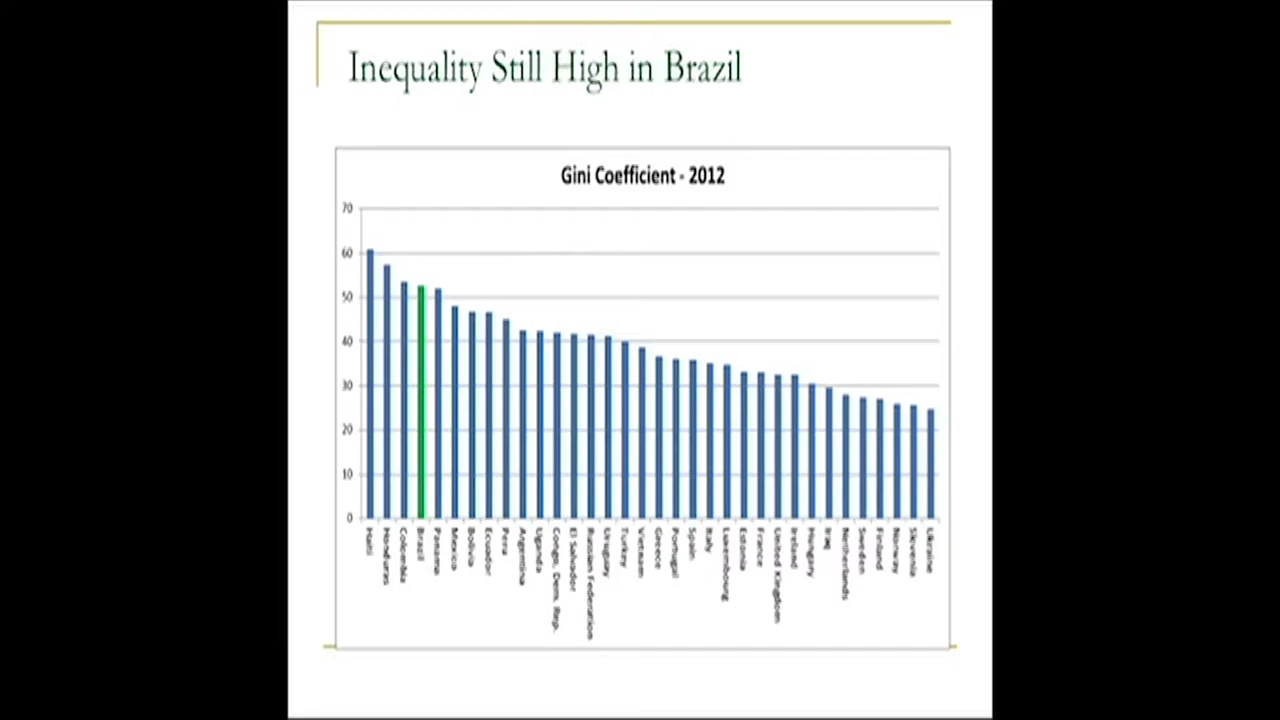 Inequality Still High in Brazil
Gini Coefficient - 2012
70
60
50
40
30
20
10
0
Haiti
Honduras
Colombia
Brazil
Panama
Mexico
Bolivia
Ecuador
Peru
Argentina
Uganda
Congo, Dem. Rep.
El Salvador
Russian Federation
Uruguay
Turkey
Vietnam
Greece
Portugal
Spain
Italy
Luxembourg
Estonia
France
United Kingdom
Ireland
Hungary
Iraq
Netherlands
Sweden
Finland
Norway
Slovenia
Ukraine